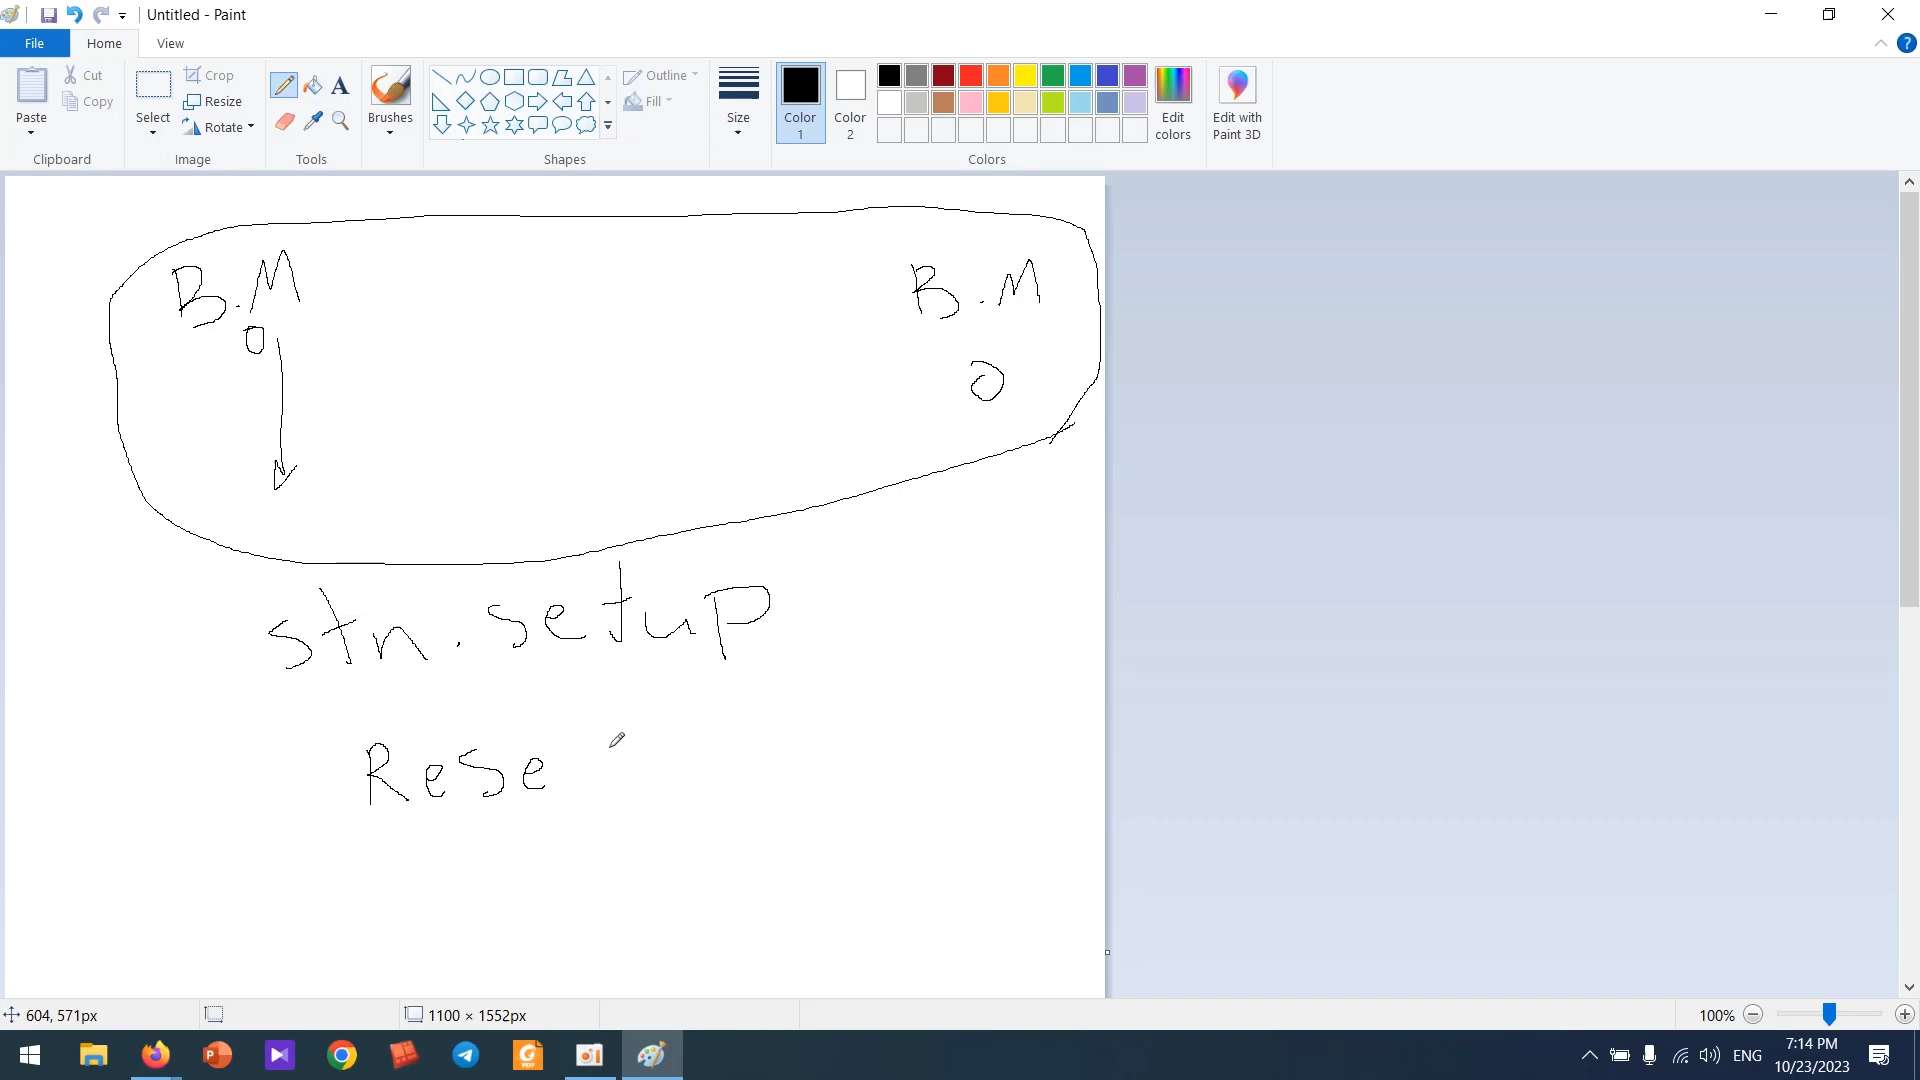 Untitled - Paint
File
Home
View
Paste
Cut
Copy
Clipboard
Select
Crop
Resize
Rotate
Image
A
Tools
Brushes
Shapes
Outline
Fill
Size
Color 1
Color 2
Colors
Edit colors
Edit with Paint 3D
B.M
B.M
stn.setup
Rese
604, 571px
1100 × 1552px
100%
ENG
7:14 PM
10/23/2023